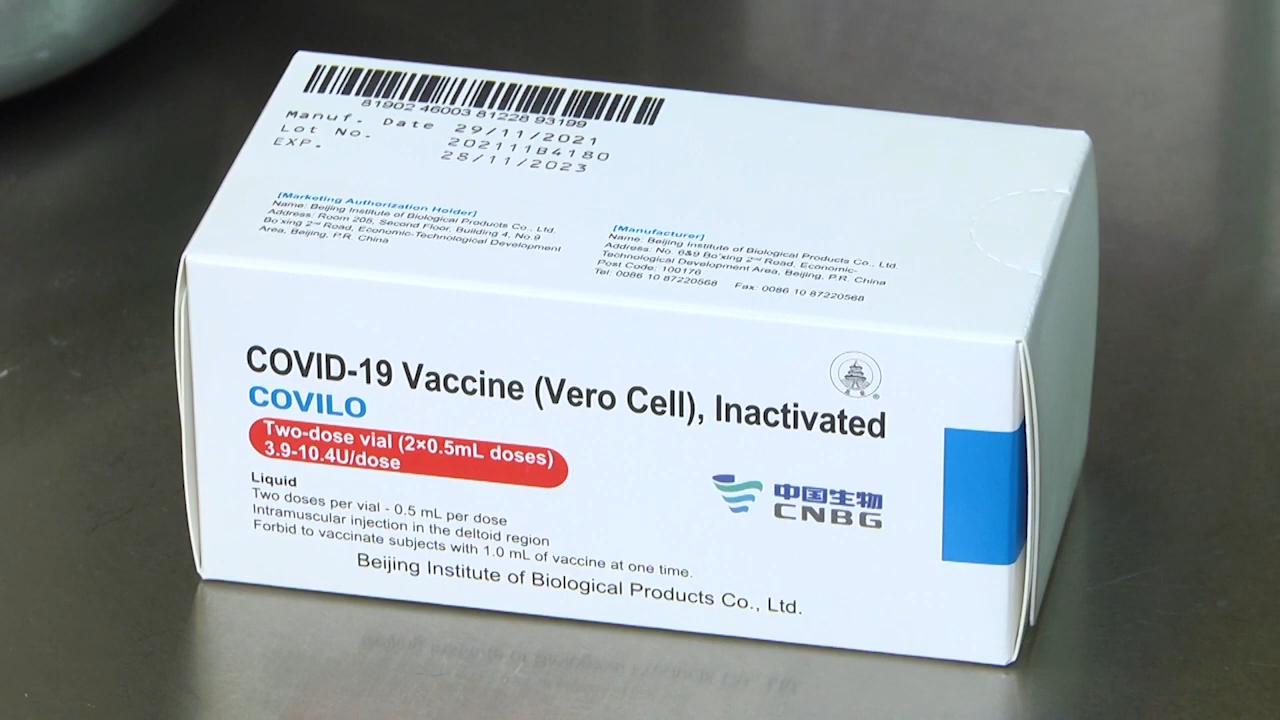 81902 46003 81228 93199
Manuf. Date 29/11/2021
Lot No. 202111B4180
EXP. 28/11/2023
[Marketing Authorization Holder]
Name: Beijing Institute of Biological Products Co., Ltd.
Address: Room 205, Second Floor, Building 4, No.9
Bo'xing 2nd Road, Economic-Technological Development
Area, Beijing, P.R. China
[Manufacturer]
Name: Beijing Institute of Biological Products Co., Ltd.
Address: No. 6&9 Bo'xing 2nd Road, Economic-
Technological Development Area, Beijing, P.R. China
Post Code: 100176
Tel: 0086 10 87220568 Fax: 0086 10 87220568
COVID-19 Vaccine (Vero Cell), Inactivated
COVILO
Two-dose vial (2×0.5mL doses)
3.9-10.4U/dose
Liquid
Two doses per vial - 0.5 mL per dose
Intramuscular injection in the deltoid region
Forbid to vaccinate subjects with 1.0 mL of vaccine at one time.
中国生物
CNBG
®
Beijing Institute of Biological Products Co., Ltd.